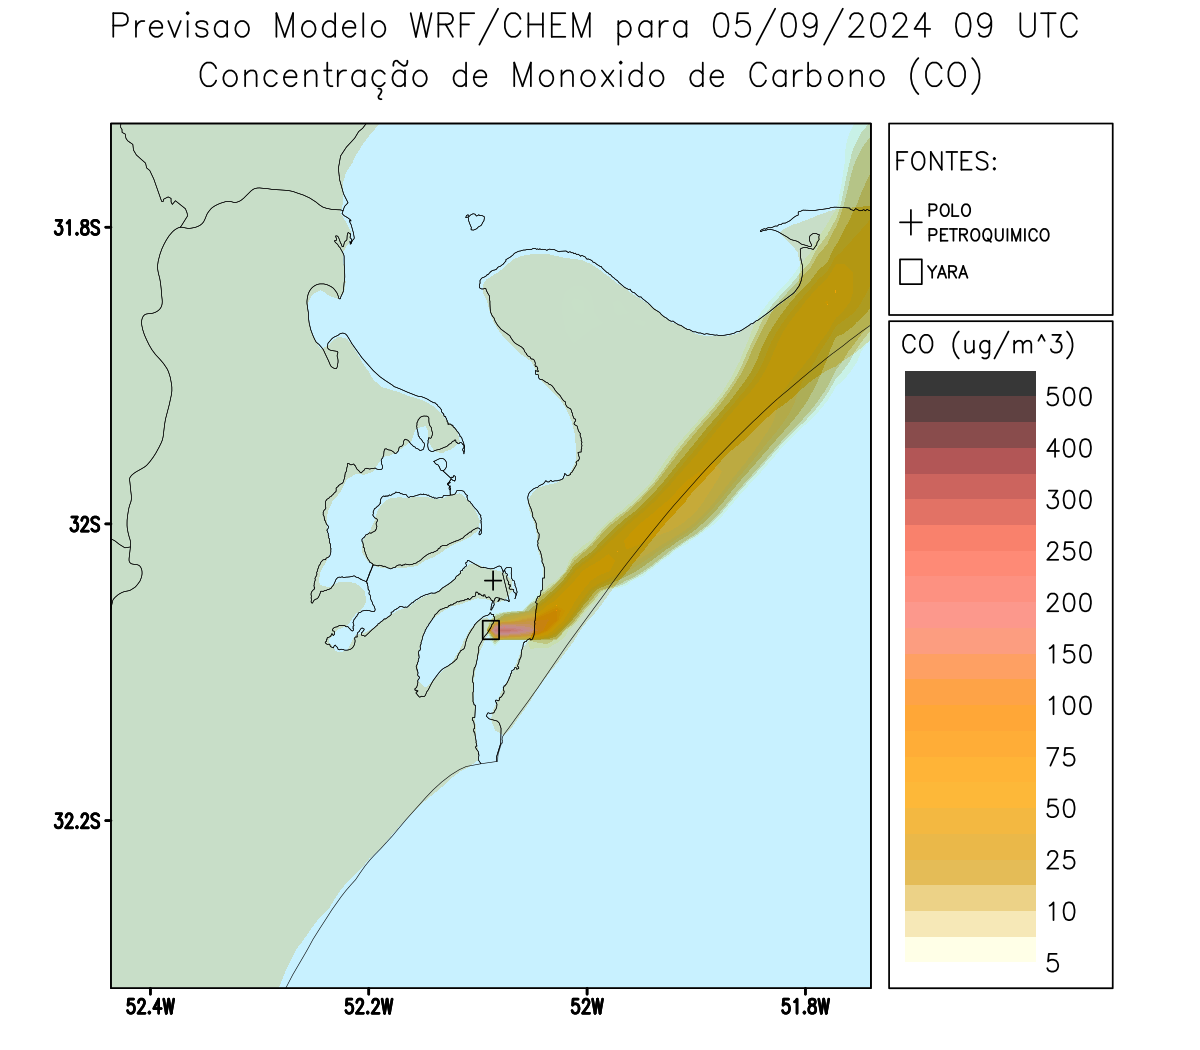 Previsao Modelo WRF/CHEM para 05/09/2024 09 UTC
Concentração de Monoxido de Carbono (CO)
FONTES:
POLO
PETROQUIMICO
YARA
CO (ug/m^3)
500
400
300
250
200
150
100
75
50
25
10
5
31.8S
32S
32.2S
52.4W
52.2W
52W
51.8W